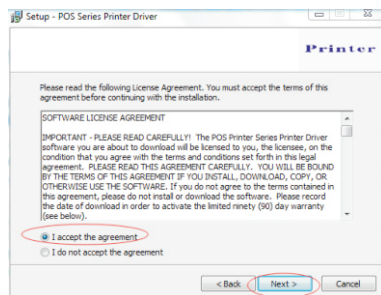 Setup - POS Series Printer Driver
Printer
Please read the following License Agreement. You must accept the terms of this
agreement before continuing with the installation.
SOFTWARE LICENSE AGREEMENT
IMPORTANT - PLEASE READ CAREFULLY! The POS Printer Series Printer Driver
software you are about to download will be licensed to you, the licensee, on the
condition that you agree with the terms and conditions set forth in this legal
agreement. PLEASE READ THIS AGREEMENT CAREFULLY. YOU WILL BE BOUND
BY THE TERMS OF THIS AGREEMENT IF YOU INSTALL, DOWNLOAD, COPY, OR
OTHERWISE USE THE SOFTWARE. If you do not agree to the terms contained in
this agreement, please do not install or download the software. Please record
the date of download in order to activate the limited ninety (90) day warranty
(see below).
I accept the agreement
I do not accept the agreement
< Back Next > Cancel